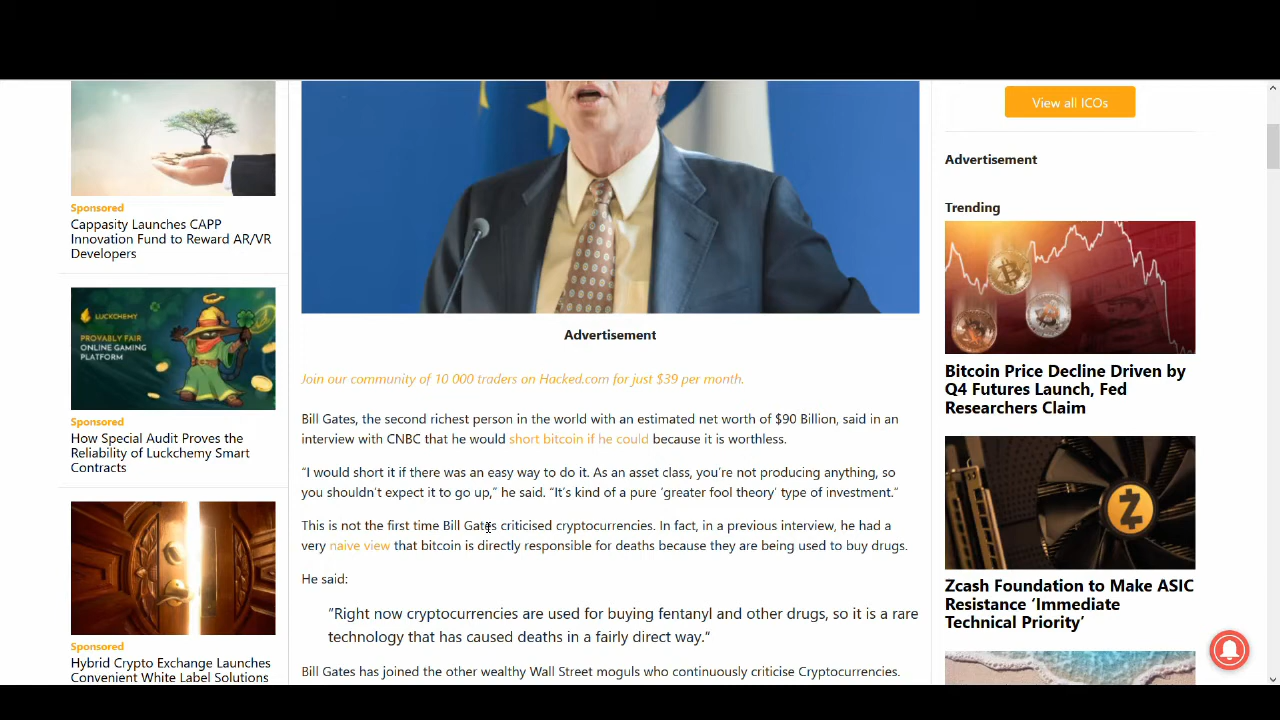 Sponsored
Cappasity Launches CAPP
Innovation Fund to Reward AR/VR
Developers
LUCKCHEMY
PROVABLY FAIR
ONLINE GAMING
PLATFORM
Sponsored
How Special Audit Proves the
Reliability of Luckchemy Smart
Contracts
Sponsored
Hybrid Crypto Exchange Launches
Convenient White Label Solutions
Advertisement
Join our community of 10 000 traders on Hacked.com for just $39 per month.
Bill Gates, the second richest person in the world with an estimated net worth of $90 Billion, said in an
interview with CNBC that he would short bitcoin if he could because it is worthless.
“I would short it if there was an easy way to do it. As an asset class, you’re not producing anything, so
you shouldn’t expect it to go up,” he said. “It’s kind of a pure ‘greater fool theory’ type of investment.”
This is not the first time Bill Gates criticised cryptocurrencies. In fact, in a previous interview, he had a
very naive view that bitcoin is directly responsible for deaths because they are being used to buy drugs.
He said:
“Right now cryptocurrencies are used for buying fentanyl and other drugs, so it is a rare
technology that has caused deaths in a fairly direct way.”
Bill Gates has joined the other wealthy Wall Street moguls who continuously criticise Cryptocurrencies.
View all ICOs
Advertisement
Trending
Bitcoin Price Decline Driven by
Q4 Futures Launch, Fed
Researchers Claim
Zcash Foundation to Make ASIC
Resistance ‘Immediate
Technical Priority’